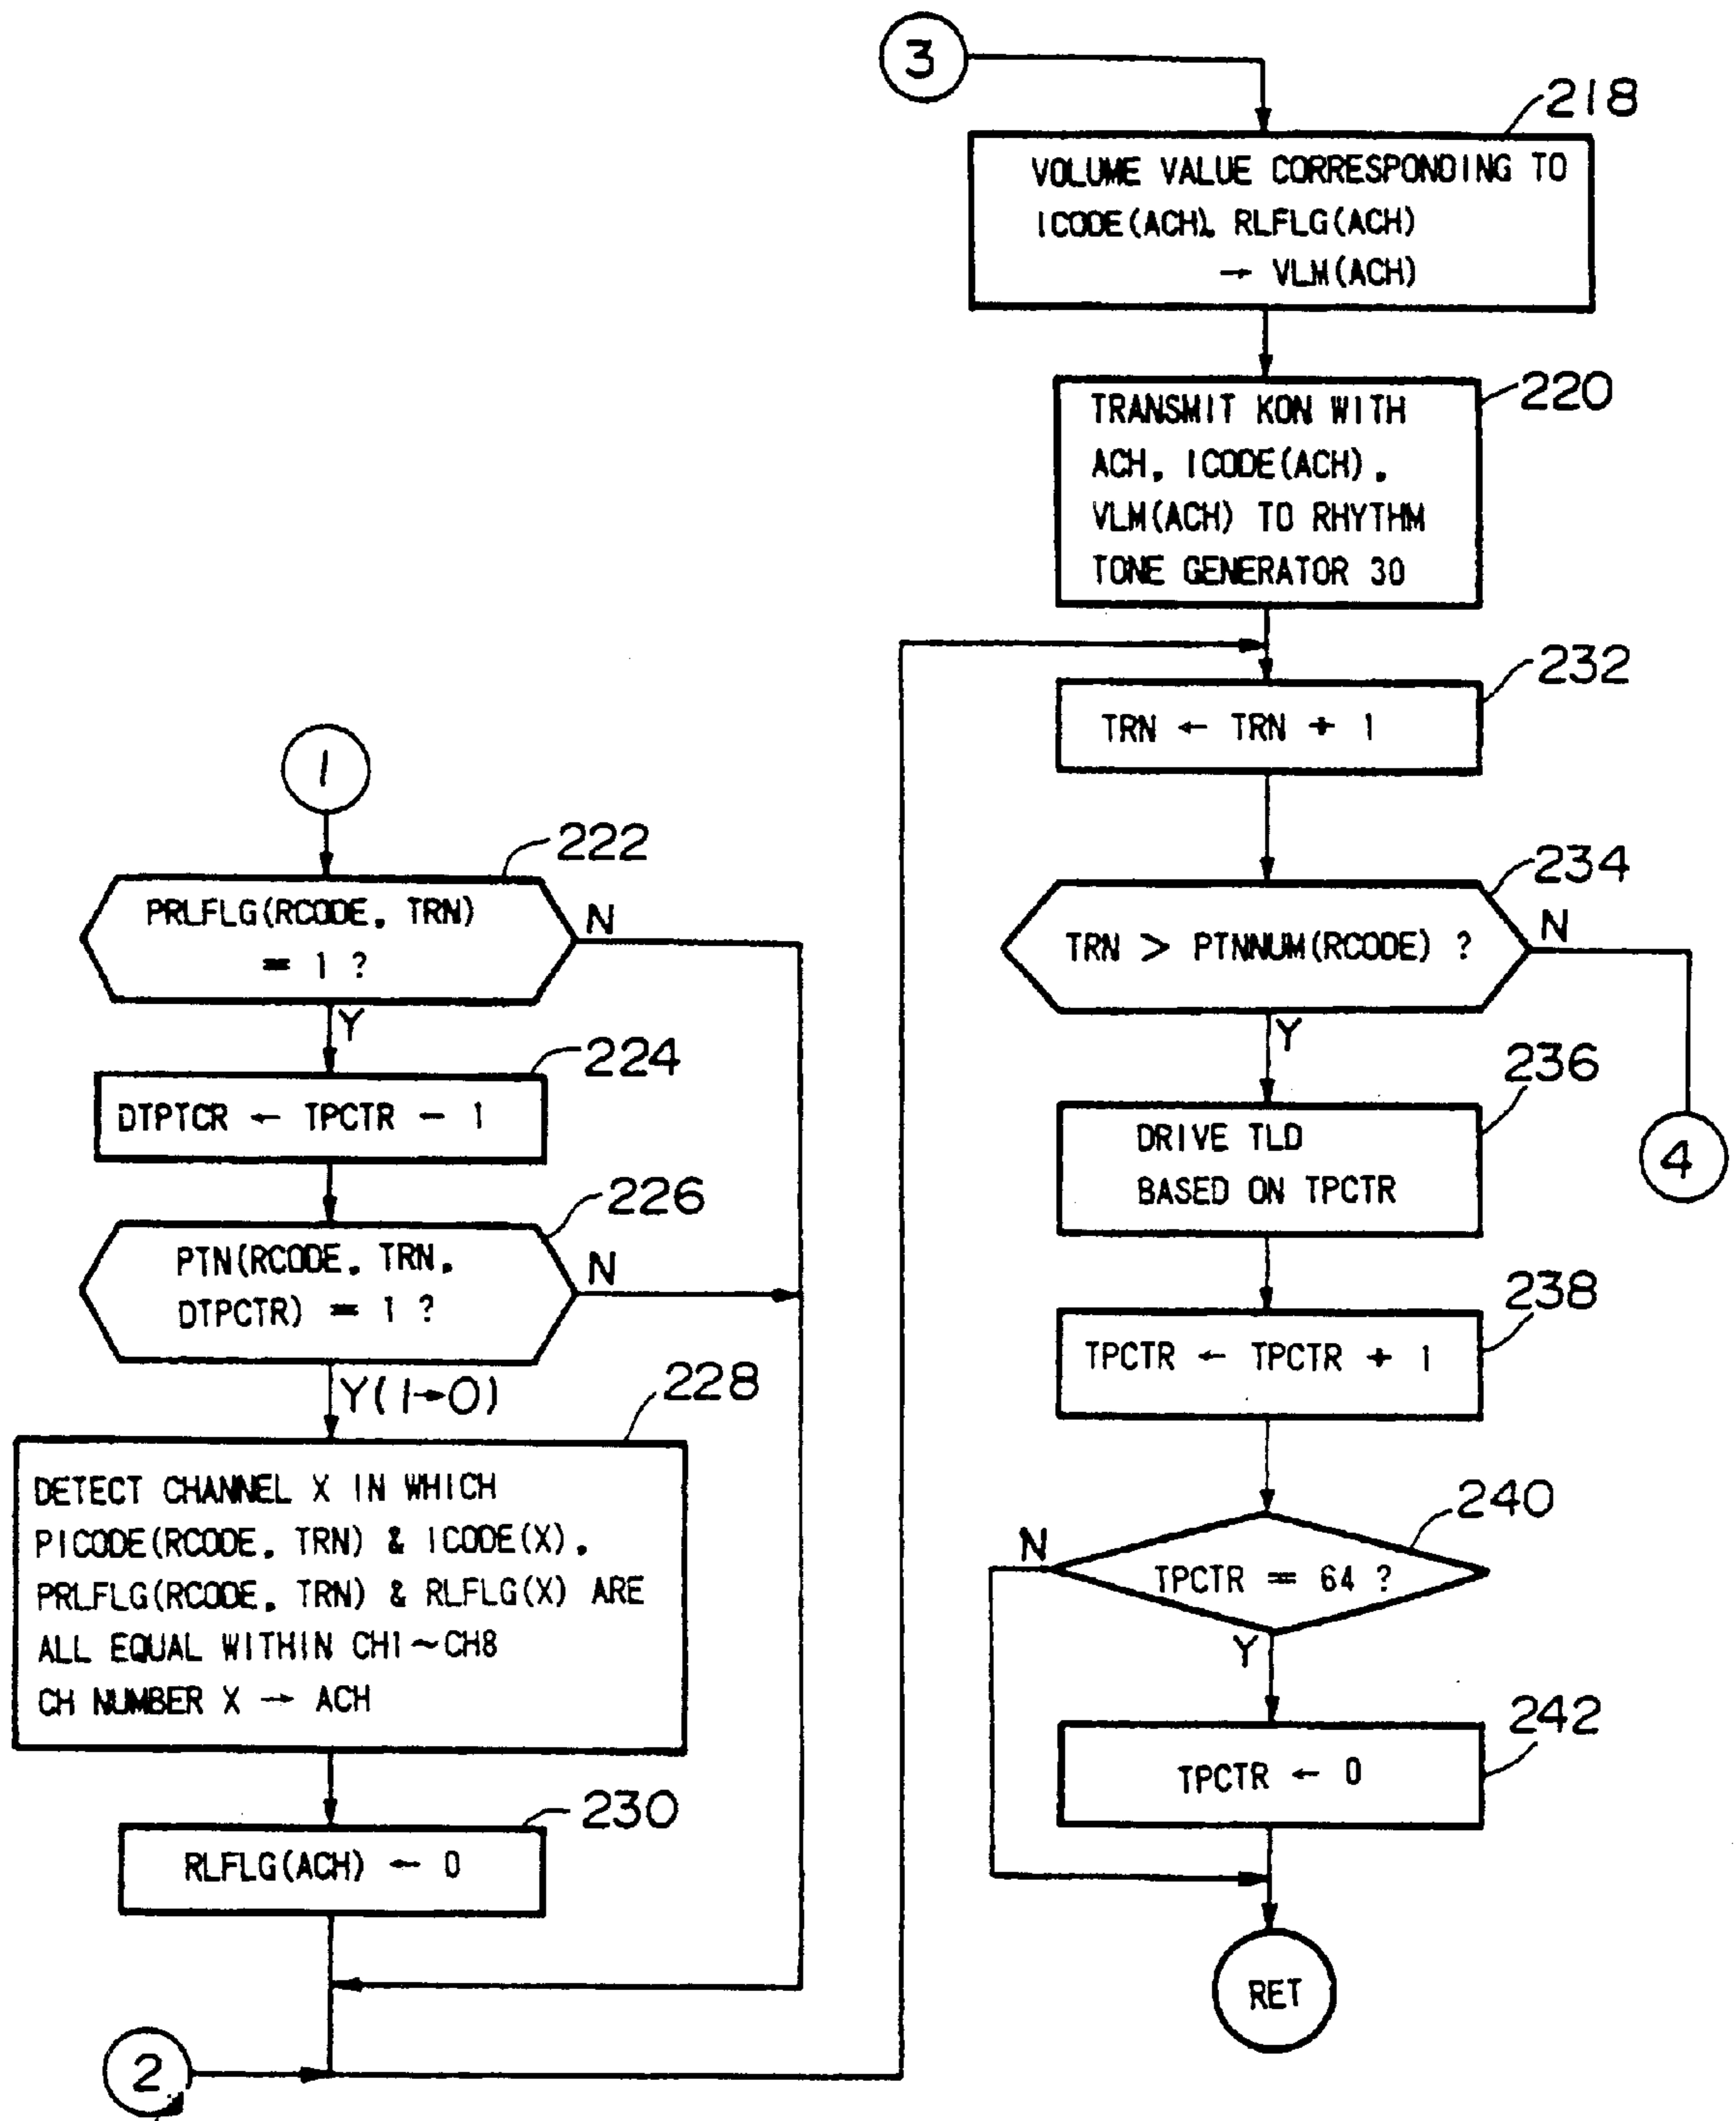 3
218
VOLUME VALUE CORRESPONDING TO
ICODE(ACH), RLFLG(ACH)
→ VLM(ACH)
220
TRANSMIT KON WITH
ACH, ICODE(ACH),
VLM(ACH) TO RHYTHM
TONE GENERATOR 30
232
TRN ← TRN + 1
234
TRN > PTNNUM(RCODE) ?
N
Y
4
236
DRIVE TLD
BASED ON TPCTR
238
TPCTR ← TPCTR + 1
240
N
TPCTR = 64 ?
Y
242
TPCTR ← 0
RET
1
222
PRLFLG(RCODE, TRN)
= 1 ?
N
Y
224
DTPTCR ← TPCTR - 1
226
PTN(RCODE, TRN,
DTPCTR) = 1 ?
N
Y(1→0)
228
DETECT CHANNEL X IN WHICH
PICODE(RCODE, TRN) & ICODE(X),
PRLFLG(RCODE, TRN) & RLFLG(X) ARE
ALL EQUAL WITHIN CH1~CH8
CH NUMBER X → ACH
230
RLFLG(ACH) ← 0
2